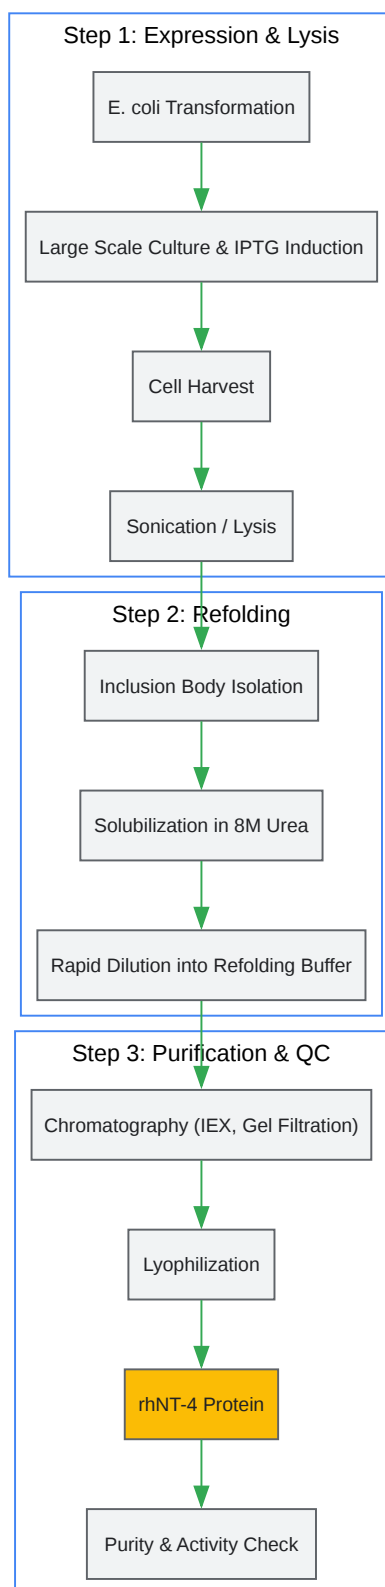 Step 1: Expression & Lysis
E. coli Transformation
Large Scale Culture & IPTG Induction
Cell Harvest
Sonication / Lysis
Step 2: Refolding
Inclusion Body Isolation
Solubilization in 8M Urea
Rapid Dilution into Refolding Buffer
Step 3: Purification & QC
Chromatography (IEX, Gel Filtration)
Lyophilization
rhNT-4 Protein
Purity & Activity Check